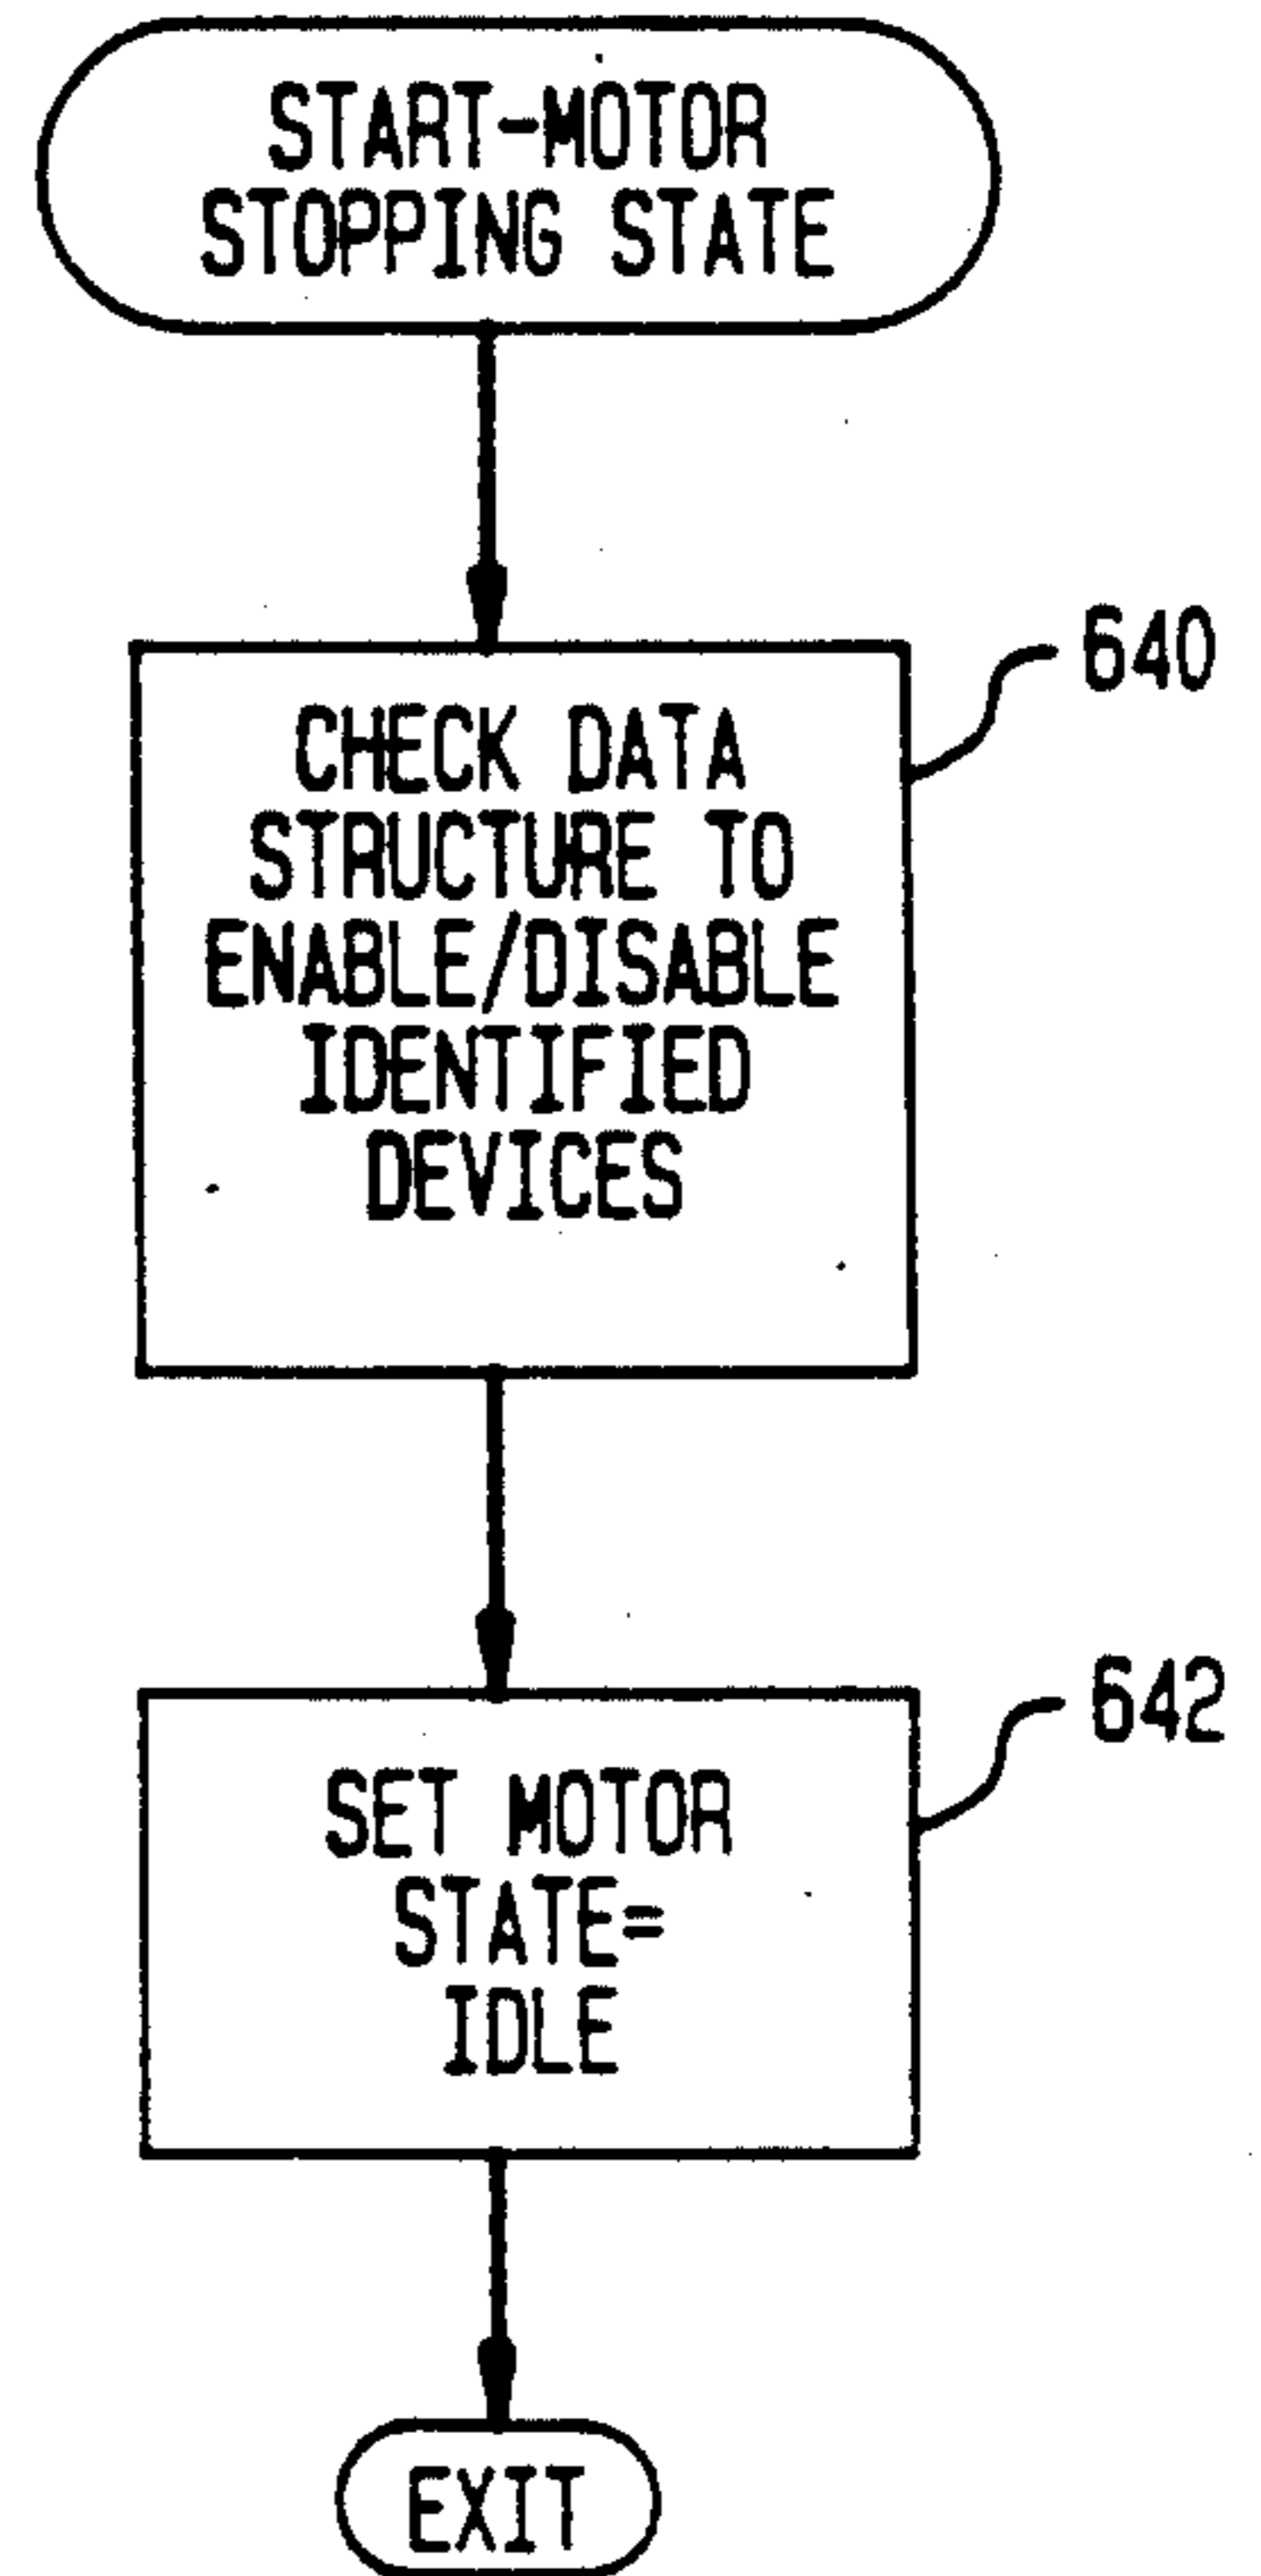 START-MOTOR
STOPPING STATE
640
CHECK DATA
STRUCTURE TO
ENABLE/DISABLE
IDENTIFIED
DEVICES
642
SET MOTOR
STATE=
IDLE
EXIT